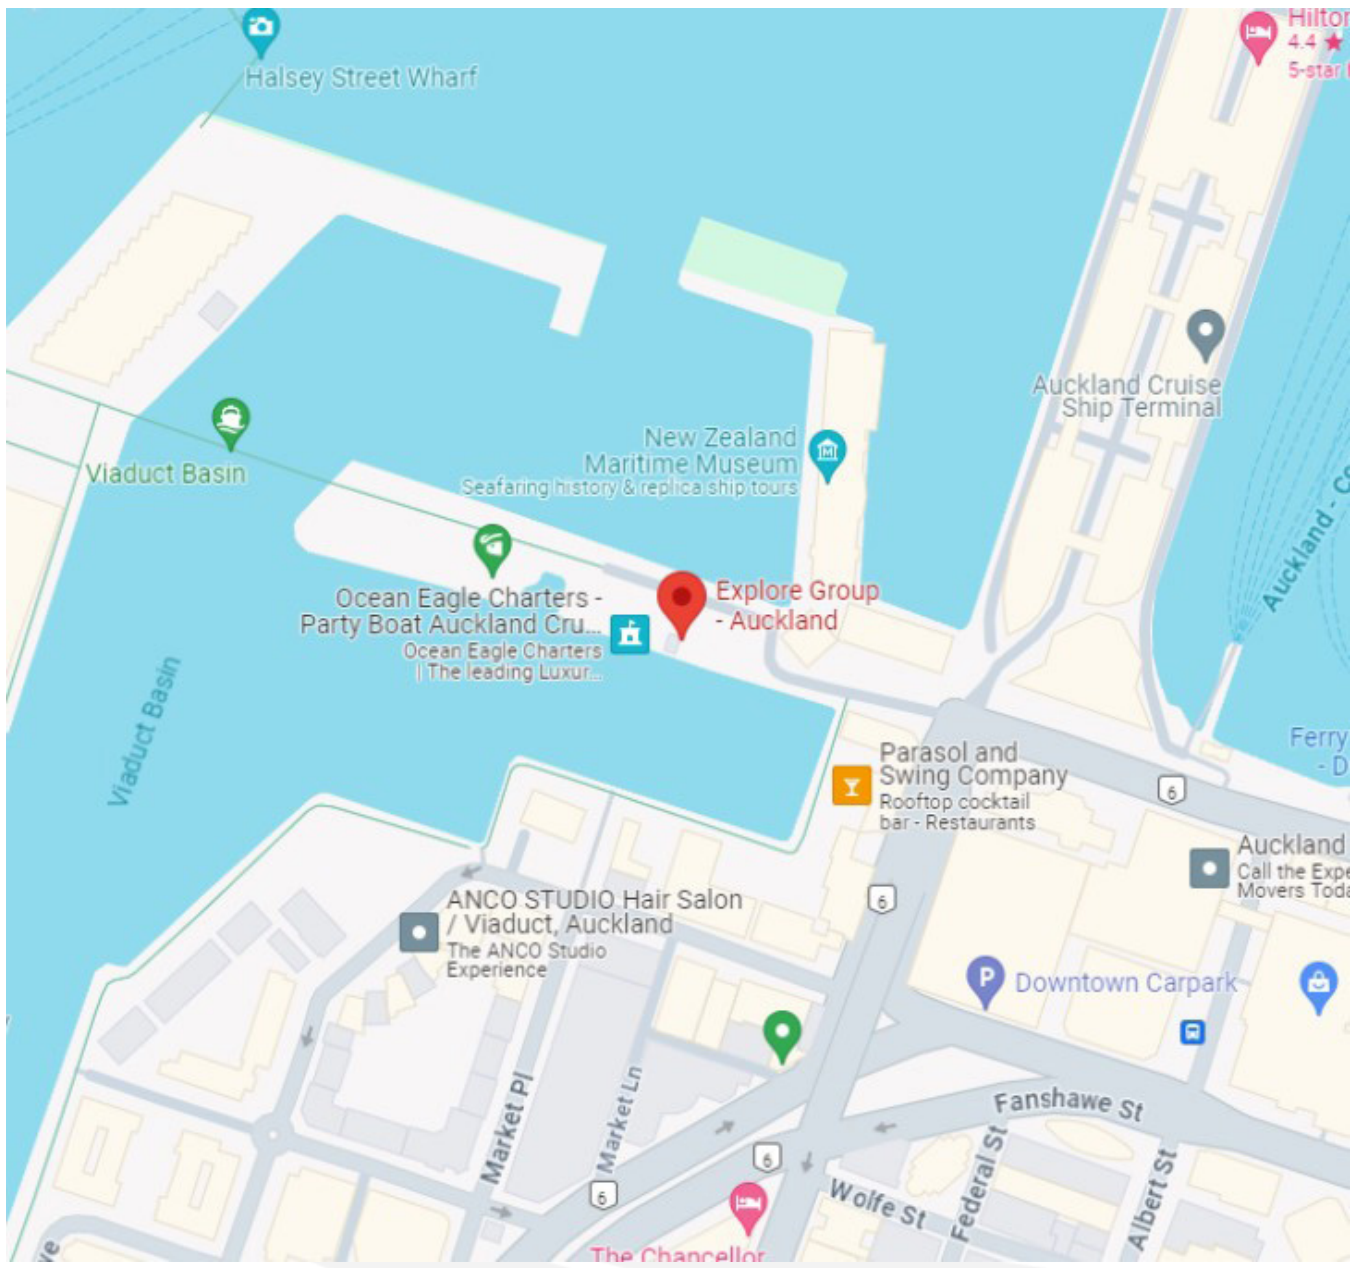 Hilton
4.4 ★
5-star
Halsey Street Wharf
Auckland Cruise
Ship Terminal
New Zealand
Maritime Museum
Seafaring history & replica ship tours
Viaduct Basin
Auckland - Co
Explore Group
- Auckland
Ocean Eagle Charters -
Party Boat Auckland Cru...
Ocean Eagle Charters
| The leading Luxur...
Viaduct Basin
Ferry
- D
Parasol and
Swing Company
Rooftop cocktail
bar - Restaurants
6
Auckland
Call the Expe
Movers Toda
6
ANCO STUDIO Hair Salon
/ Viaduct, Auckland
The ANCO Studio
Experience
P
Downtown Carpark
Market Pl
Market Ln
Fanshawe St
Federal St
Albert St
Wolfe St
6
6
The Chancellor